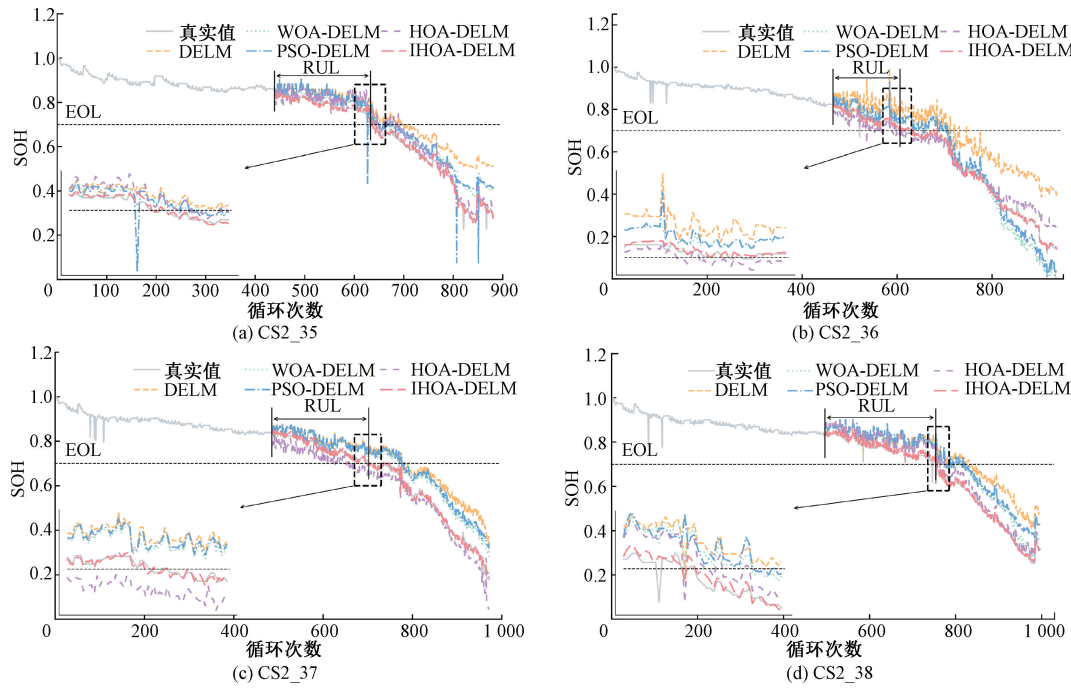 1.2
1.0
0.8
0.6
0.4
0.2
SOH
真实值
DELM
WOA-DELM
PSO-DELM
HOA-DELM
IHOA-DELM
RUL
EOL
100 200 300 400 500 600 700 800 900
循环次数
(a) CS2_35
1.2
1.0
0.8
0.6
0.4
0.2
SOH
真实值
DELM
WOA-DELM
PSO-DELM
HOA-DELM
IHOA-DELM
RUL
EOL
0 200 400 600 800
循环次数
(b) CS2_36
1.2
1.0
0.8
0.6
0.4
0.2
SOH
真实值
DELM
WOA-DELM
PSO-DELM
HOA-DELM
IHOA-DELM
RUL
EOL
0 200 400 600 800 1 000
循环次数
(c) CS2_37
1.2
1.0
0.8
0.6
0.4
0.2
SOH
真实值
DELM
WOA-DELM
PSO-DELM
HOA-DELM
IHOA-DELM
RUL
EOL
0 200 400 600 800 1 000
循环次数
(d) CS2_38